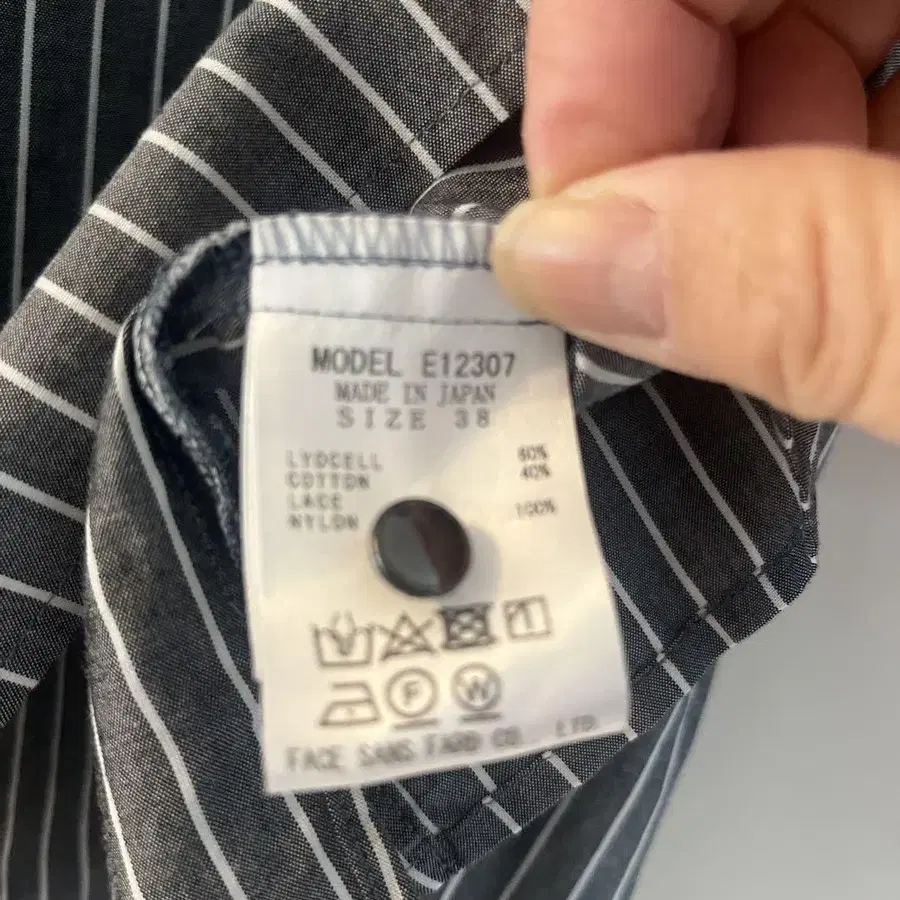 MODEL E12307
MADE IN JAPAN
SIZE 38
LYOCELL 60%
COTTON 40%
LACE
NYLON 100%
F W
FACE SANS FARD CO., LTD.